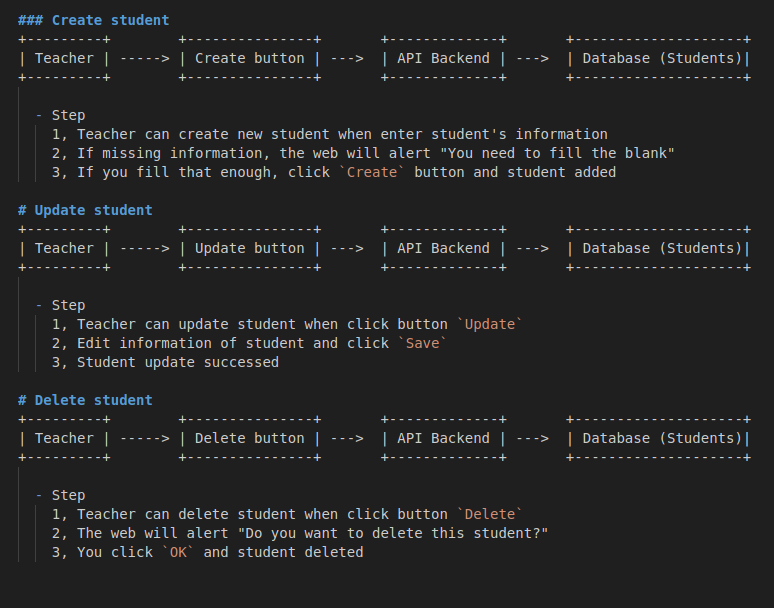 ### Create student
+---------+        +---------------+       +-------------+       +--------------------+
| Teacher | -----> | Create button | --->  | API Backend | --->  | Database (Students)|
+---------+        +---------------+       +-------------+       +--------------------+
  - Step
    1, Teacher can create new student when enter student's information
    2, If missing information, the web will alert "You need to fill the blank"
    3, If you fill that enough, click `Create` button and student added
# Update student
+---------+        +---------------+       +-------------+       +--------------------+
| Teacher | -----> | Update button | --->  | API Backend | --->  | Database (Students)|
+---------+        +---------------+       +-------------+       +--------------------+
  - Step
    1, Teacher can update student when click button `Update`
    2, Edit information of student and click `Save`
    3, Student update successed
# Delete student
+---------+        +---------------+       +-------------+       +--------------------+
| Teacher | -----> | Delete button | --->  | API Backend | --->  | Database (Students)|
+---------+        +---------------+       +-------------+       +--------------------+
  - Step
    1, Teacher can delete student when click button `Delete`
    2, The web will alert "Do you want to delete this student?"
    3, You click `OK` and student deleted